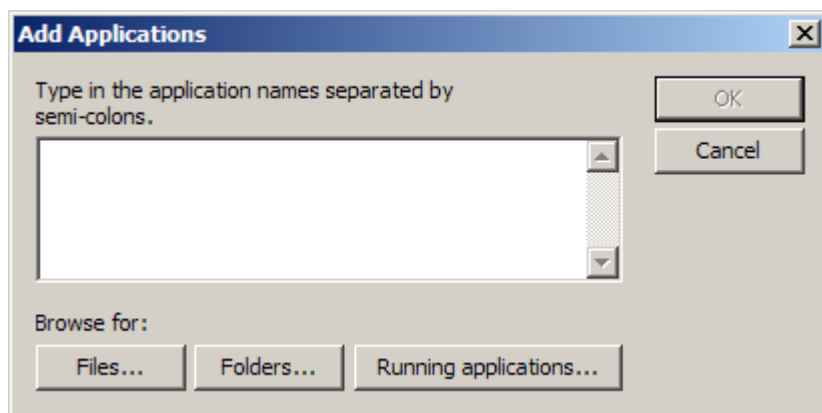 Add Applications
Type in the application names separated by
semi-colons.
OK
Cancel
Browse for:
Files...
Folders...
Running applications...